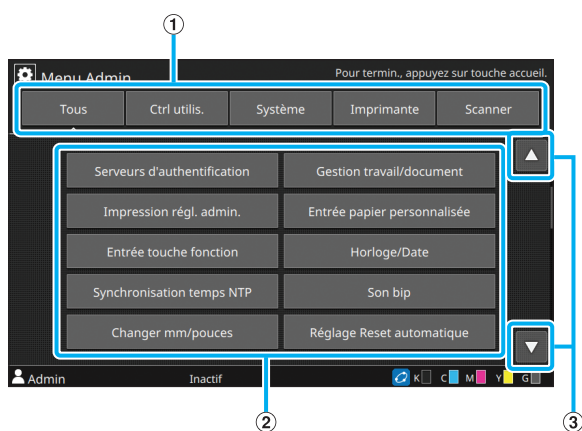 1
Menu Admin
Pour termin., appuyez sur touche accueil.
Tous Ctrl utilis. Système Imprimante Scanner
Serveurs d'authentification Gestion travail/document
Impression régl. admin. Entrée papier personnalisée
Entrée touche fonction Horloge/Date
Synchronisation temps NTP Son bip
Changer mm/pouces Réglage Reset automatique
Admin Inactif K C M Y G
2 3